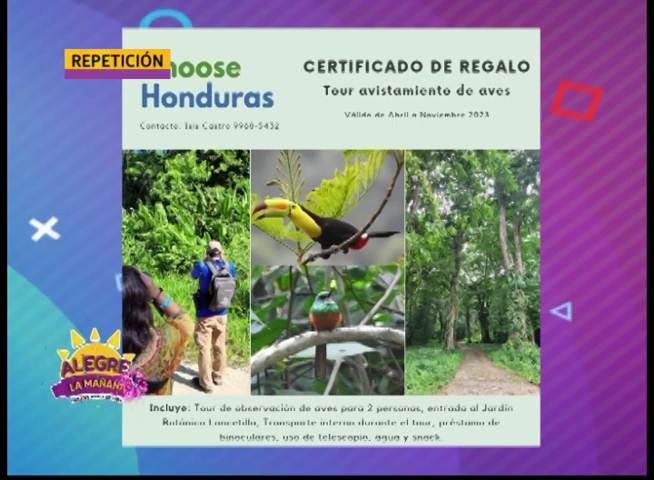 REPETICIÓN
hoose
Honduras
Contacto: Isis Castro 9960-5432
CERTIFICADO DE REGALO
Tour avistamiento de aves
Válido de Abril a Noviembre 2023
ALEGRE
LA MAÑANA
Incluye: Tour de observación de aves para 2 personas, entrada al Jardín
Botánico Lancetilla, Transporte interno durante el tour, préstamo de
binoculares, uso de telescopio, agua y snack.